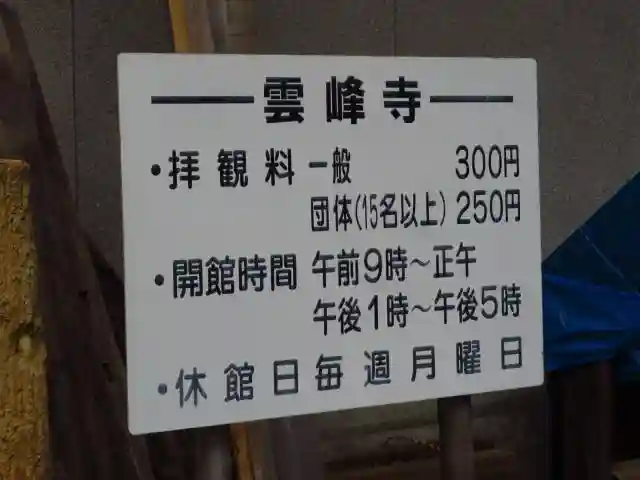 雲峰寺
・拝観料 一般 300円
団体(15名以上) 250円
・開館時間 午前9時～正午
午後1時～午後5時
・休館日毎週月曜日